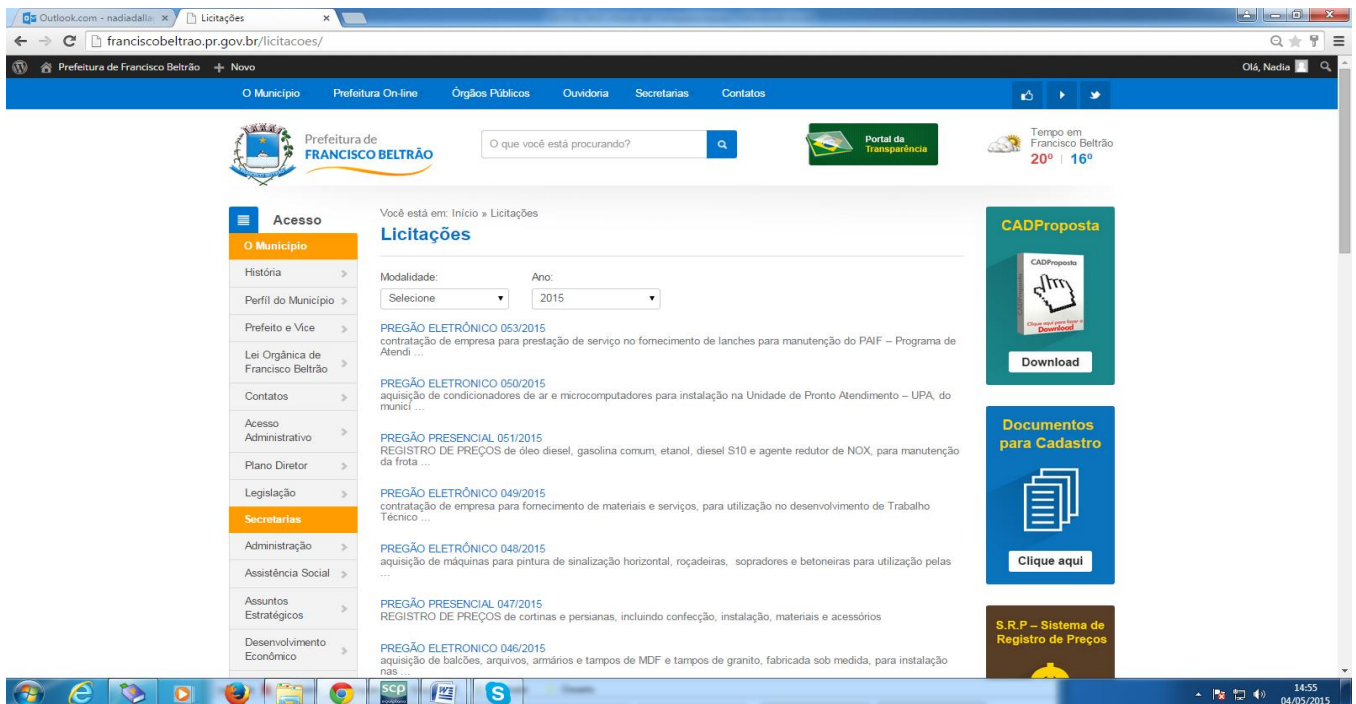 Outlook.com - nadiadalla
Licitações
franciscobeltrao.pr.gov.br/licitacoes/
Prefeitura de Francisco Beltrão + Novo
Olá, Nadia
O Município Prefeitura On-line Órgãos Públicos Ouvidoria Secretarias Contatos
Prefeitura de
FRANCISCO BELTRÃO
O que você está procurando?
Portal da
Transparência
Tempo em
Francisco Beltrão
20º | 16º
Acesso
O Municipio
História
Perfil do Município
Prefeito e Vice
Lei Orgânica de
Francisco Beltrão
Contatos
Acesso
Administrativo
Plano Diretor
Legislação
Secretarias
Administração
Assistência Social
Assuntos
Estratégicos
Desenvolvimento
Econômico
Você está em: Início » Licitações
Licitações
Modalidade: Ano:
Selecione 2015
PREGÃO ELETRÔNICO 053/2015
contratação de empresa para prestação de serviço no fornecimento de lanches para manutenção do PAIF – Programa de
Atendi ...
PREGÃO ELETRONICO 050/2015
aquisição de condicionadores de ar e microcomputadores para instalação na Unidade de Pronto Atendimento – UPA, do
municí ...
PREGÃO PRESENCIAL 051/2015
REGISTRO DE PREÇOS de óleo diesel, gasolina comum, etanol, diesel S10 e agente redutor de NOX, para manutenção
da frota ...
PREGÃO ELETRÔNICO 049/2015
contratação de empresa para fornecimento de materiais e serviços, para utilização no desenvolvimento de Trabalho
Técnico ...
PREGÃO ELETRÔNICO 048/2015
aquisição de máquinas para pintura de sinalização horizontal, roçadeiras, sopradores e betoneiras para utilização pelas
...
PREGÃO PRESENCIAL 047/2015
REGISTRO DE PREÇOS de cortinas e persianas, incluindo confecção, instalação, materiais e acessórios
PREGÃO ELETRONICO 046/2015
aquisição de balcões, arquivos, armários e tampos de MDF e tampos de granito, fabricada sob medida, para instalação
nas ...
CADProposta
CADProposta
Clique aqui para fazer o
Download
Download
Documentos
para Cadastro
Clique aqui
S.R.P – Sistema de
Registro de Preços
scp
14:55
04/05/2015